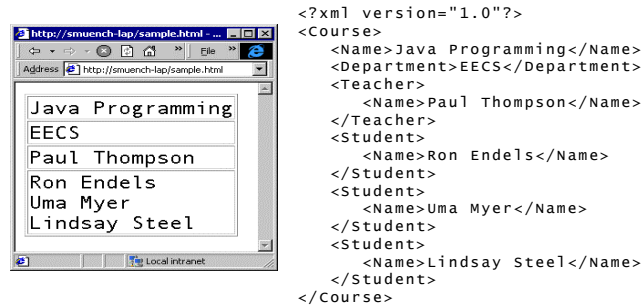 http://smuench-lap/sample.html - ...
File
Address http://smuench-lap/sample.html
Java Programming
EECS
Paul Thompson
Ron Endels
Uma Myer
Lindsay Steel
Local intranet
<?xml version="1.0"?>
<Course>
<Name>Java Programming</Name>
<Department>EECS</Department>
<Teacher>
<Name>Paul Thompson</Name>
</Teacher>
<Student>
<Name>Ron Endels</Name>
</Student>
<Student>
<Name>Uma Myer</Name>
</Student>
<Student>
<Name>Lindsay Steel</Name>
</Student>
</Course>